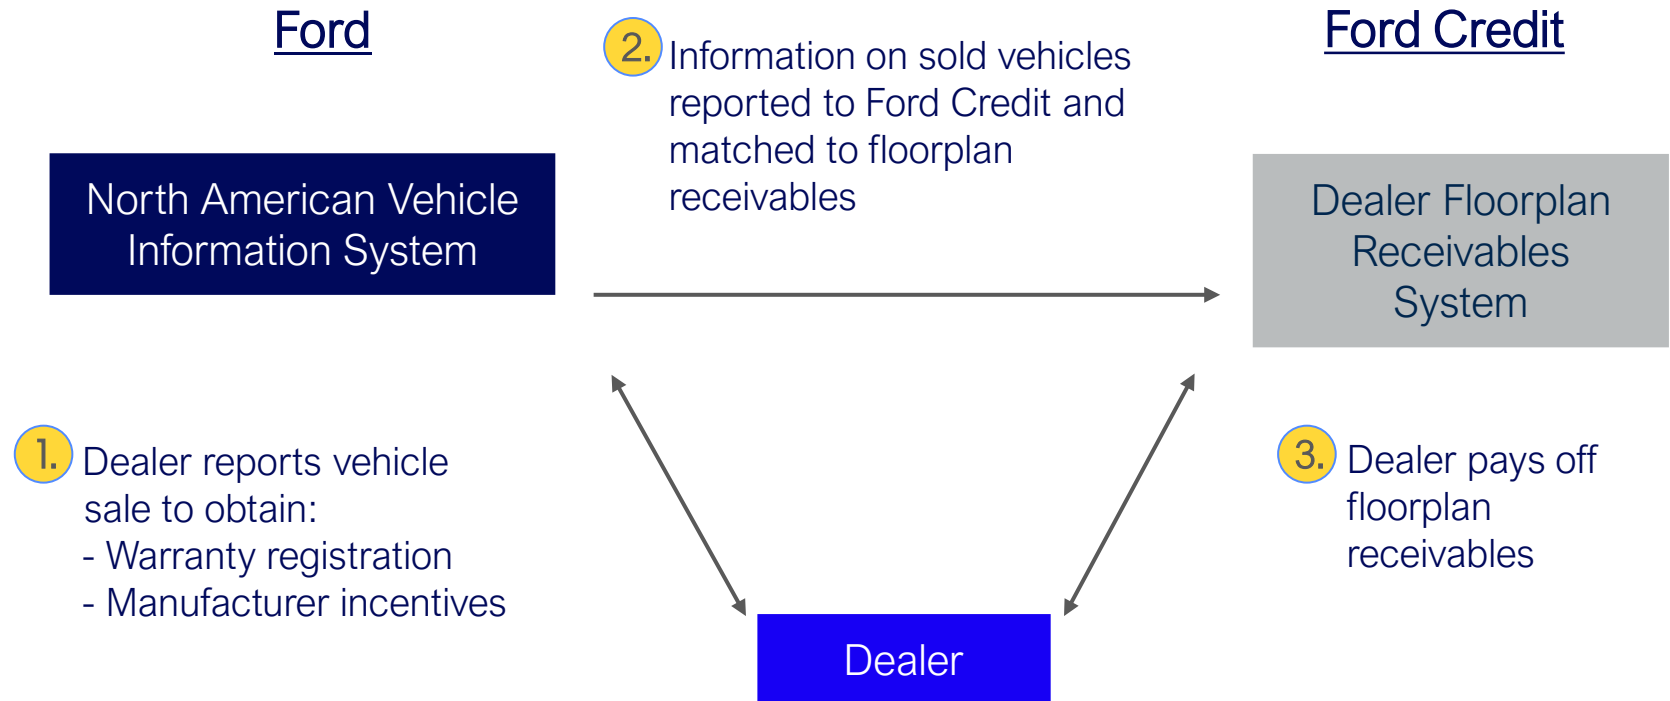 Ford
Ford Credit
2.
Information on sold vehicles
reported to Ford Credit and
matched to floorplan
receivables
North American Vehicle
Information System
Dealer Floorplan
Receivables
System
1.
Dealer reports vehicle
sale to obtain:
- Warranty registration
- Manufacturer incentives
3.
Dealer pays off
floorplan
receivables
Dealer